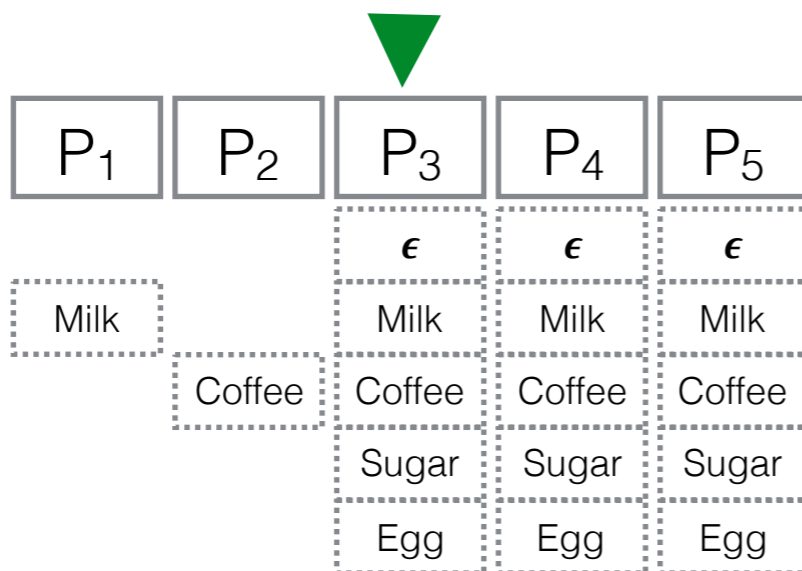 P₁ P₂ P₃ P₄ P₅
ϵ ϵ ϵ
Milk Milk Milk Milk
Coffee Coffee Coffee Coffee
Sugar Sugar Sugar
Egg Egg Egg